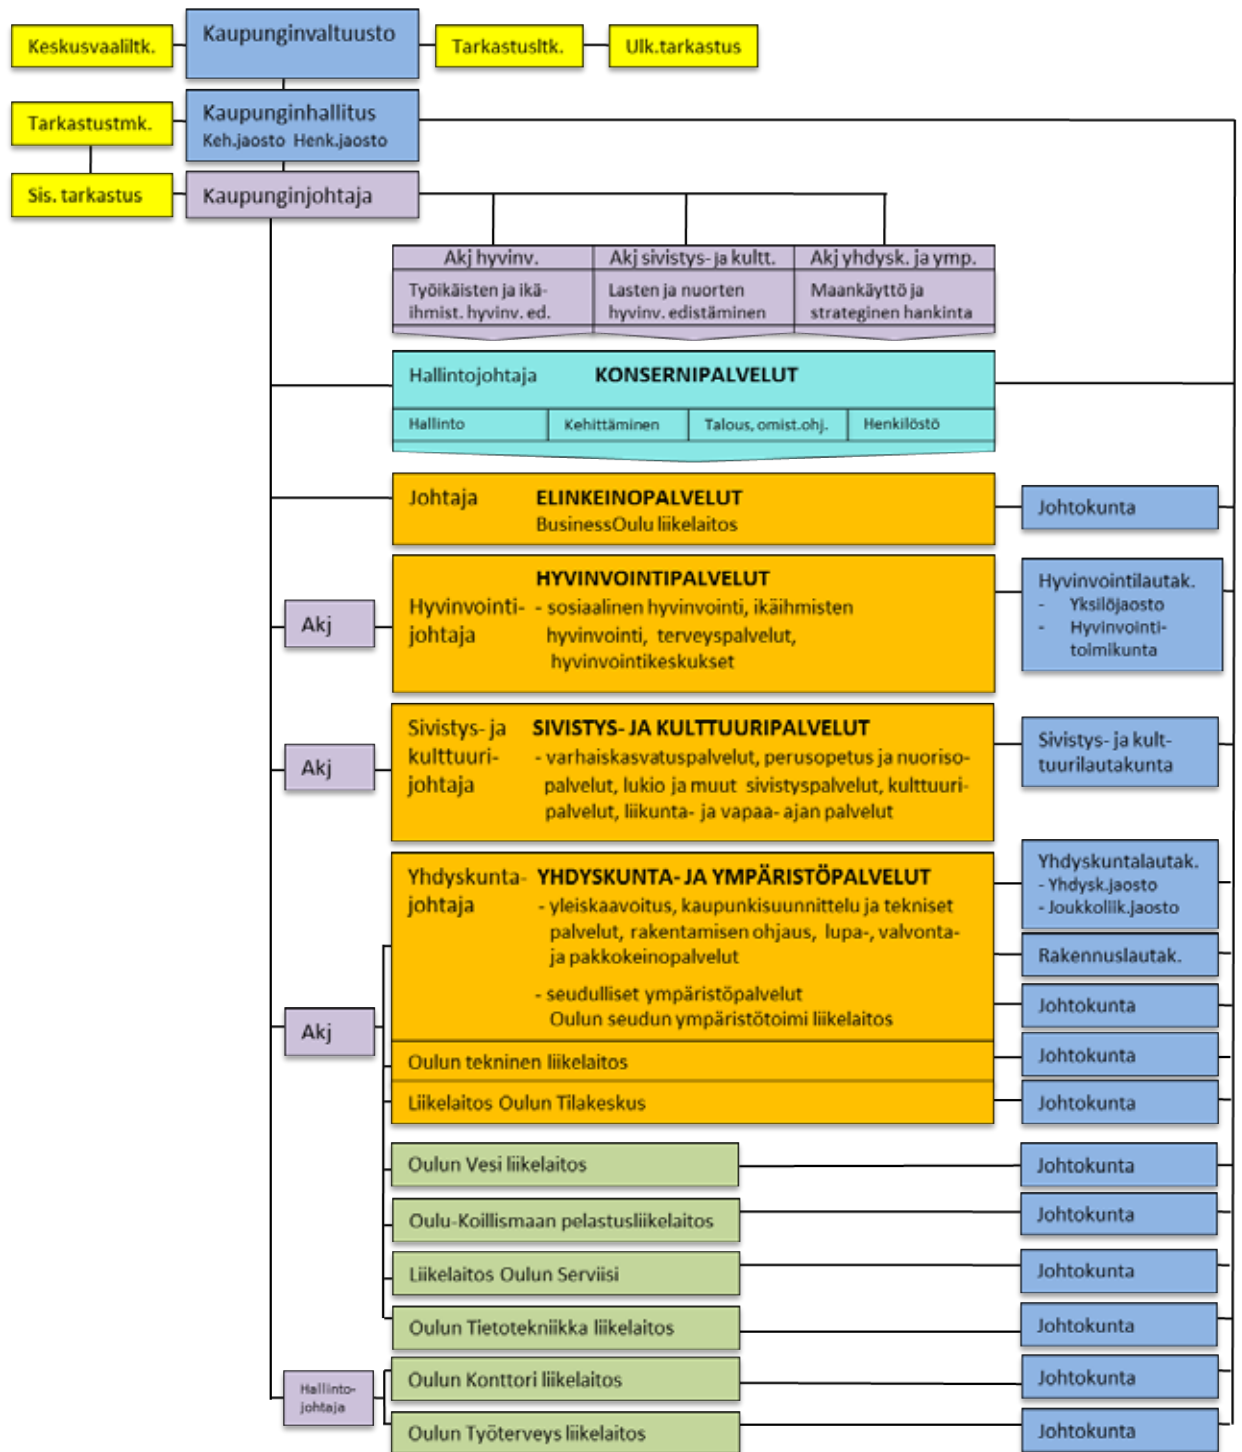 Keskusvaaliltk.
Kaupunginvaltuusto
Tarkastusltk.
Ulk.tarkastus
Tarkastustmk.
Kaupunginhallitus
Keh.jaosto Henk.jaosto
Sis. tarkastus
Kaupunginjohtaja
Akj hyvinv.
Työikäisten ja ikä-
ihmist. hyvinv. ed.
Akj sivistys- ja kultt.
Lasten ja nuorten
hyvinv. edistäminen
Akj yhdysk. ja ymp.
Maankäyttö ja
strateginen hankinta
Hallintojohtaja
KONSERNIPALVELUT
Hallinto
Kehittäminen
Talous, omist.ohj.
Henkilöstö
Johtaja
ELINKEINOPALVELUT
BusinessOulu liikelaitos
Johtokunta
Akj
Hyvinvointi-
johtaja
HYVINVOINTIPALVELUT
- sosiaalinen hyvinvointi, ikäihmisten
hyvinvointi, terveyspalvelut,
hyvinvointikeskukset
Hyvinvointilautak.
- Yksilöjaosto
- Hyvinvointi-
toimikunta
Akj
Sivistys- ja
kulttuuri-
johtaja
SIVISTYS- JA KULTTUURIPALVELUT
- varhaiskasvatuspalvelut, perusopetus ja nuoriso-
palvelut, lukio ja muut sivistyspalvelut, kulttuuri-
palvelut, liikunta- ja vapaa- ajan palvelut
Sivistys- ja kult-
tuurilautakunta
Akj
Yhdyskunta-
johtaja
YHDYSKUNTA- JA YMPÄRISTÖPALVELUT
- yleiskaavoitus, kaupunkisuunnittelu ja tekniset
palvelut, rakentamisen ohjaus, lupa-, valvonta-
ja pakkokeinopalvelut
- seudulliset ympäristöpalvelut
Oulun seudun ympäristötoimi liikelaitos
Yhdyskuntalautak.
- Yhdysk.jaosto
- Joukkoliik.jaosto
Rakennuslautak.
Johtokunta
Oulun tekninen liikelaitos
Johtokunta
Liikelaitos Oulun Tilakeskus
Johtokunta
Oulun Vesi liikelaitos
Johtokunta
Oulu-Koillismaan pelastusliikelaitos
Johtokunta
Liikelaitos Oulun Serviisi
Johtokunta
Oulun Tietotekniikka liikelaitos
Johtokunta
Hallinto-
johtaja
Oulun Konttori liikelaitos
Johtokunta
Oulun Työterveys liikelaitos
Johtokunta